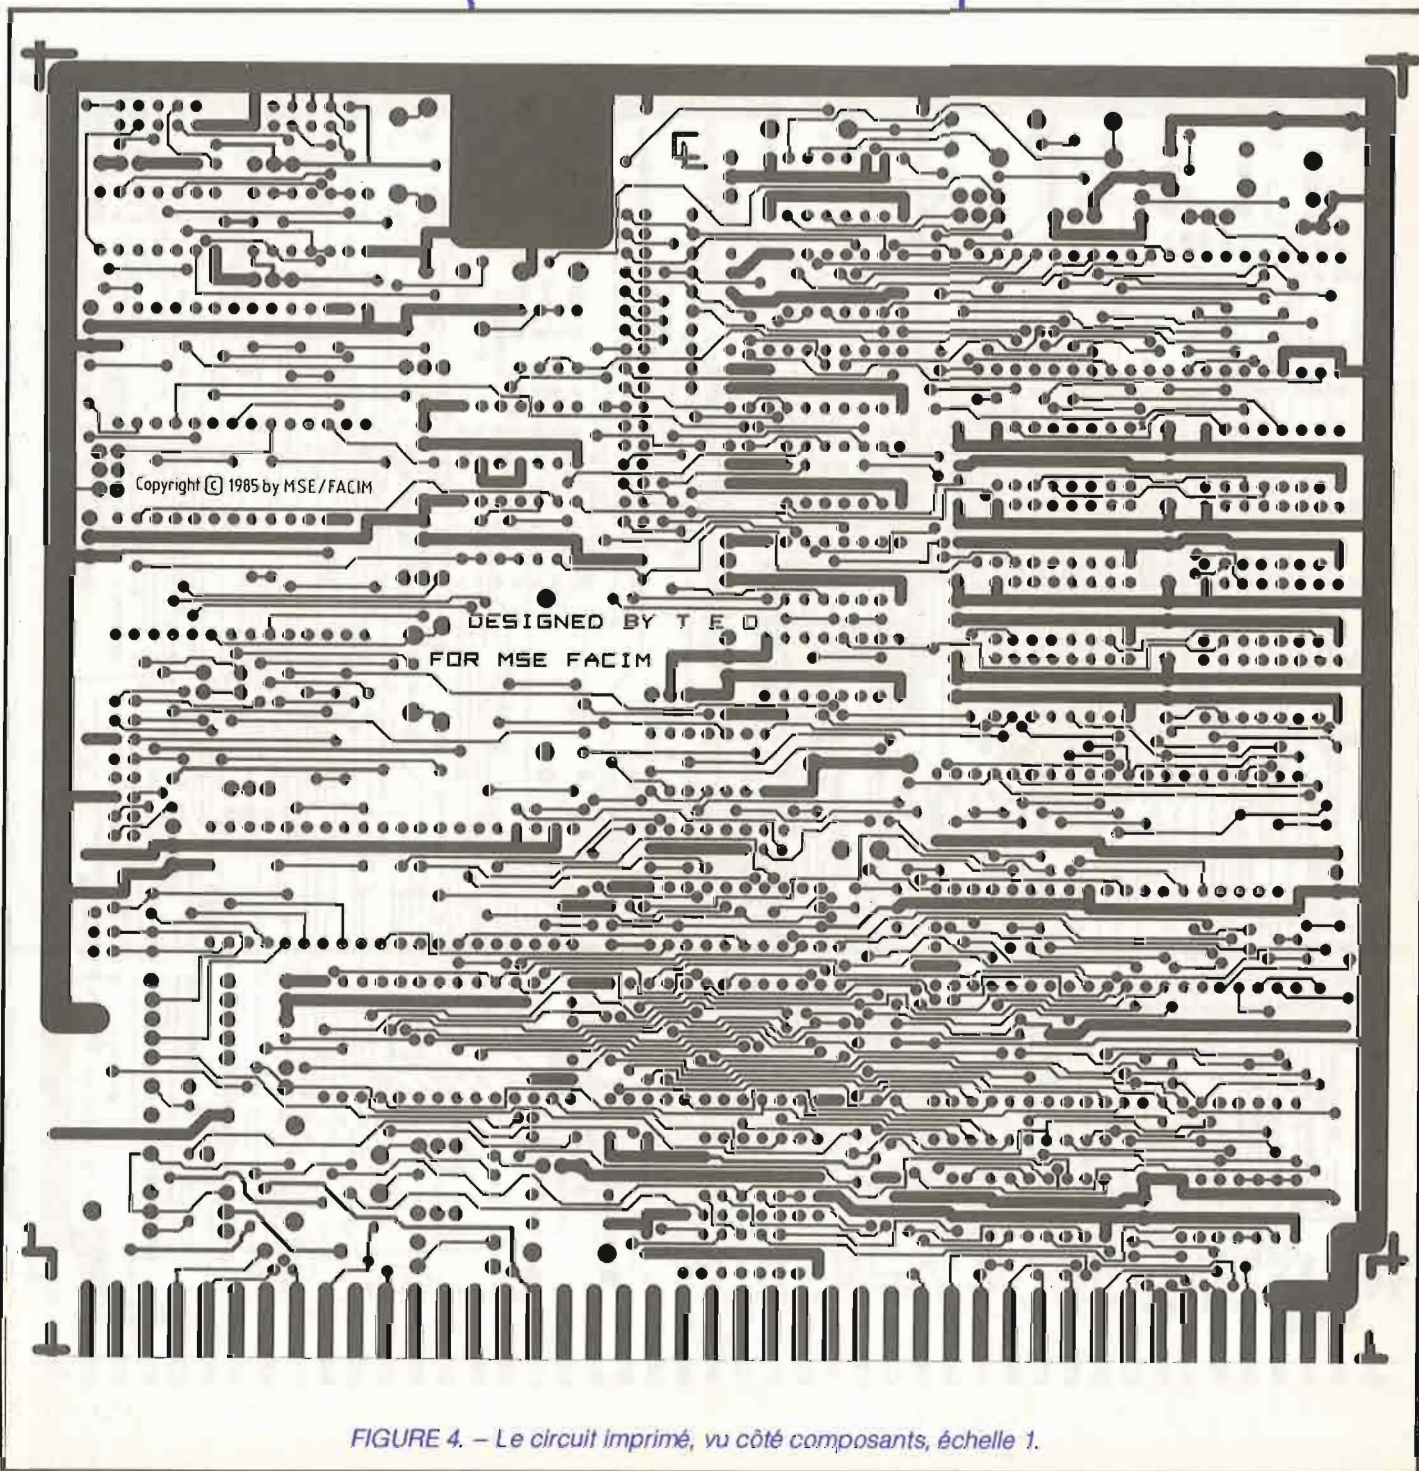 Copyright © 1985 by MSE/FACIM
DESIGNED BY T E D
FOR MSE FACIM
FIGURE 4. – Le circuit imprimé, vu côté composants, échelle 1.